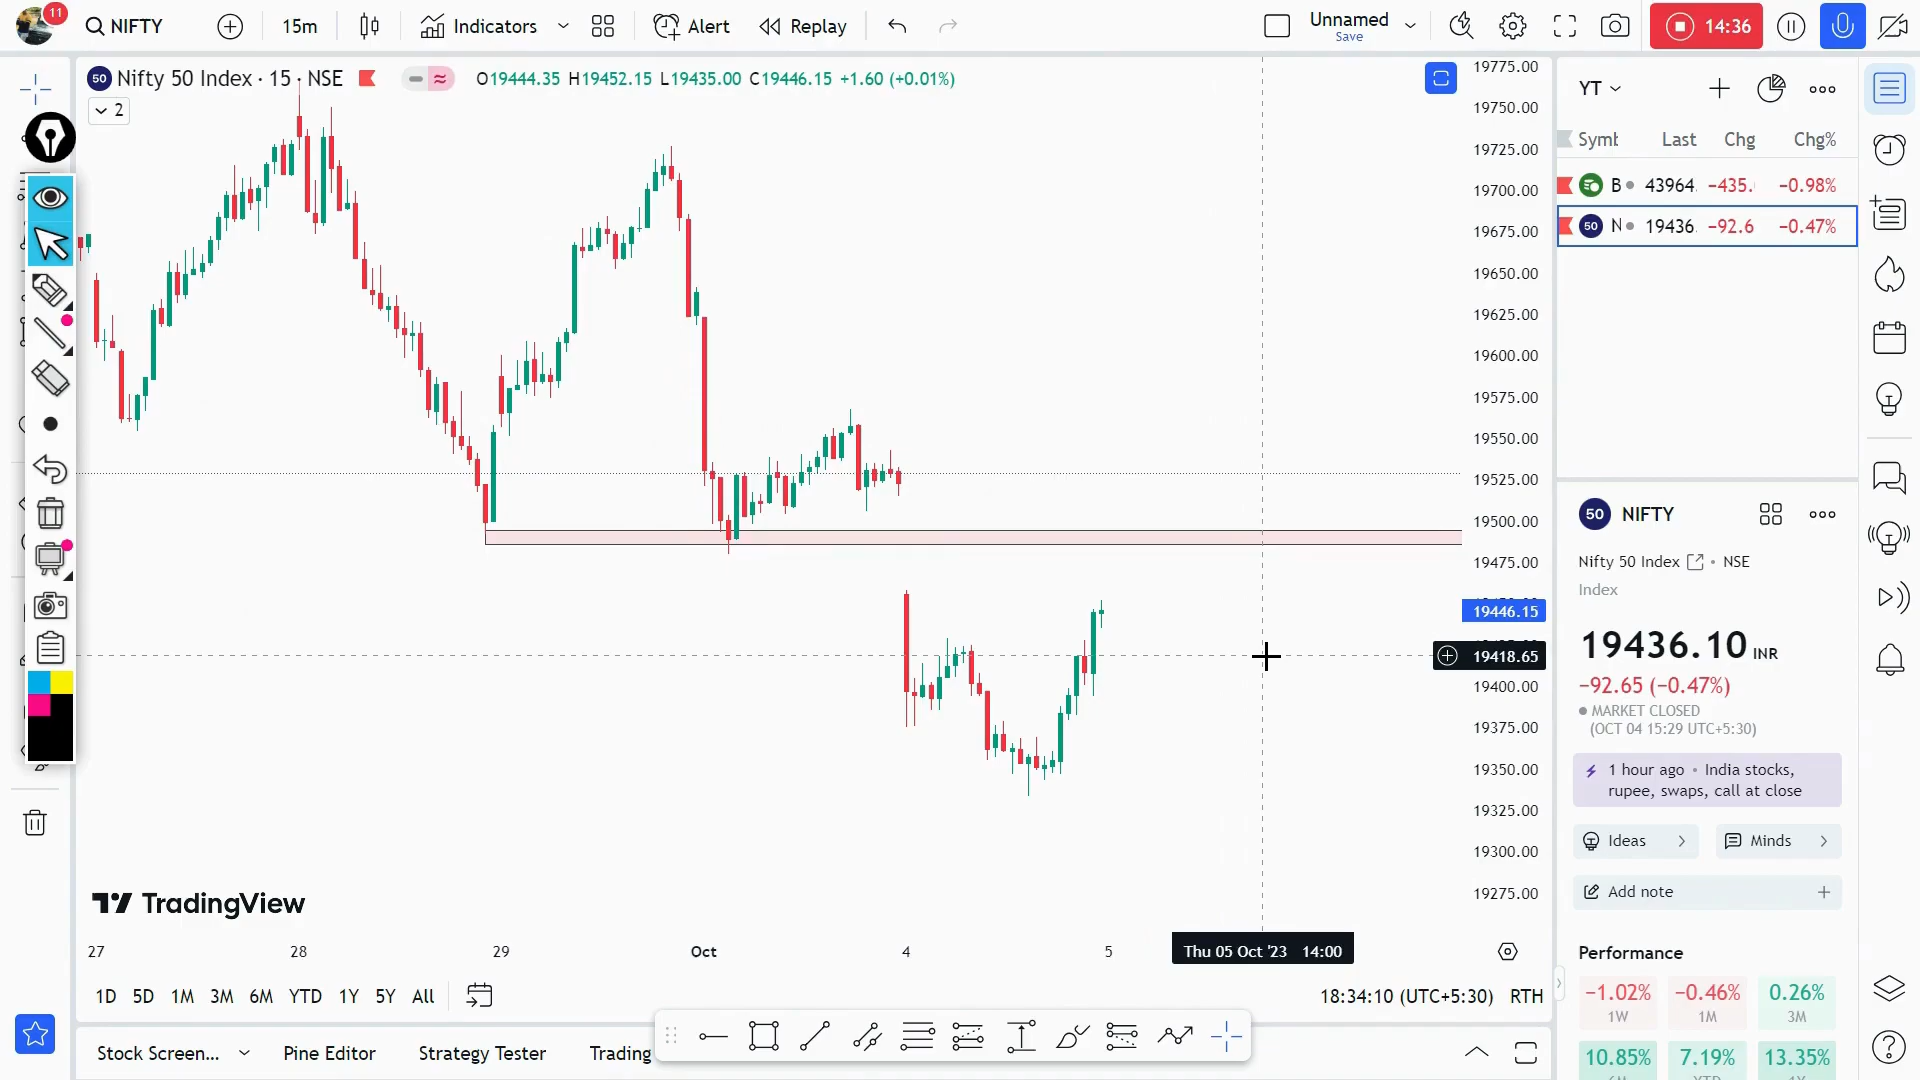 11
NIFTY
15m
Indicators
Alert
Replay
Unnamed
Save
14:36
50 Nifty 50 Index · 15 · NSE
O19444.35 H19452.15 L19435.00 C19446.15 +1.60 (+0.01%)
2
19775.00
19750.00
19725.00
19700.00
19675.00
19650.00
19625.00
19600.00
19575.00
19550.00
19525.00
19500.00
19475.00
19446.15
19418.65
19400.00
19375.00
19350.00
19325.00
19300.00
19275.00
TradingView
27 28 29 Oct 4 5
Thu 05 Oct '23 14:00
1D 5D 1M 3M 6M YTD 1Y 5Y All
18:34:10 (UTC+5:30) RTH
Stock Screen... Pine Editor Strategy Tester Trading
YT
Symb Last Chg Chg%
B 43964. -435. −0.98%
50 N 19436. -92.6 −0.47%
50 NIFTY
Nifty 50 Index • NSE
Index
19436.10 INR
−92.65 (−0.47%)
MARKET CLOSED
(OCT 04 15:29 UTC+5:30)
1 hour ago • India stocks,
rupee, swaps, call at close
Ideas
Minds
Add note
Performance
−1.02% −0.46% 0.26%
1W 1M 3M
10.85% 7.19% 13.35%